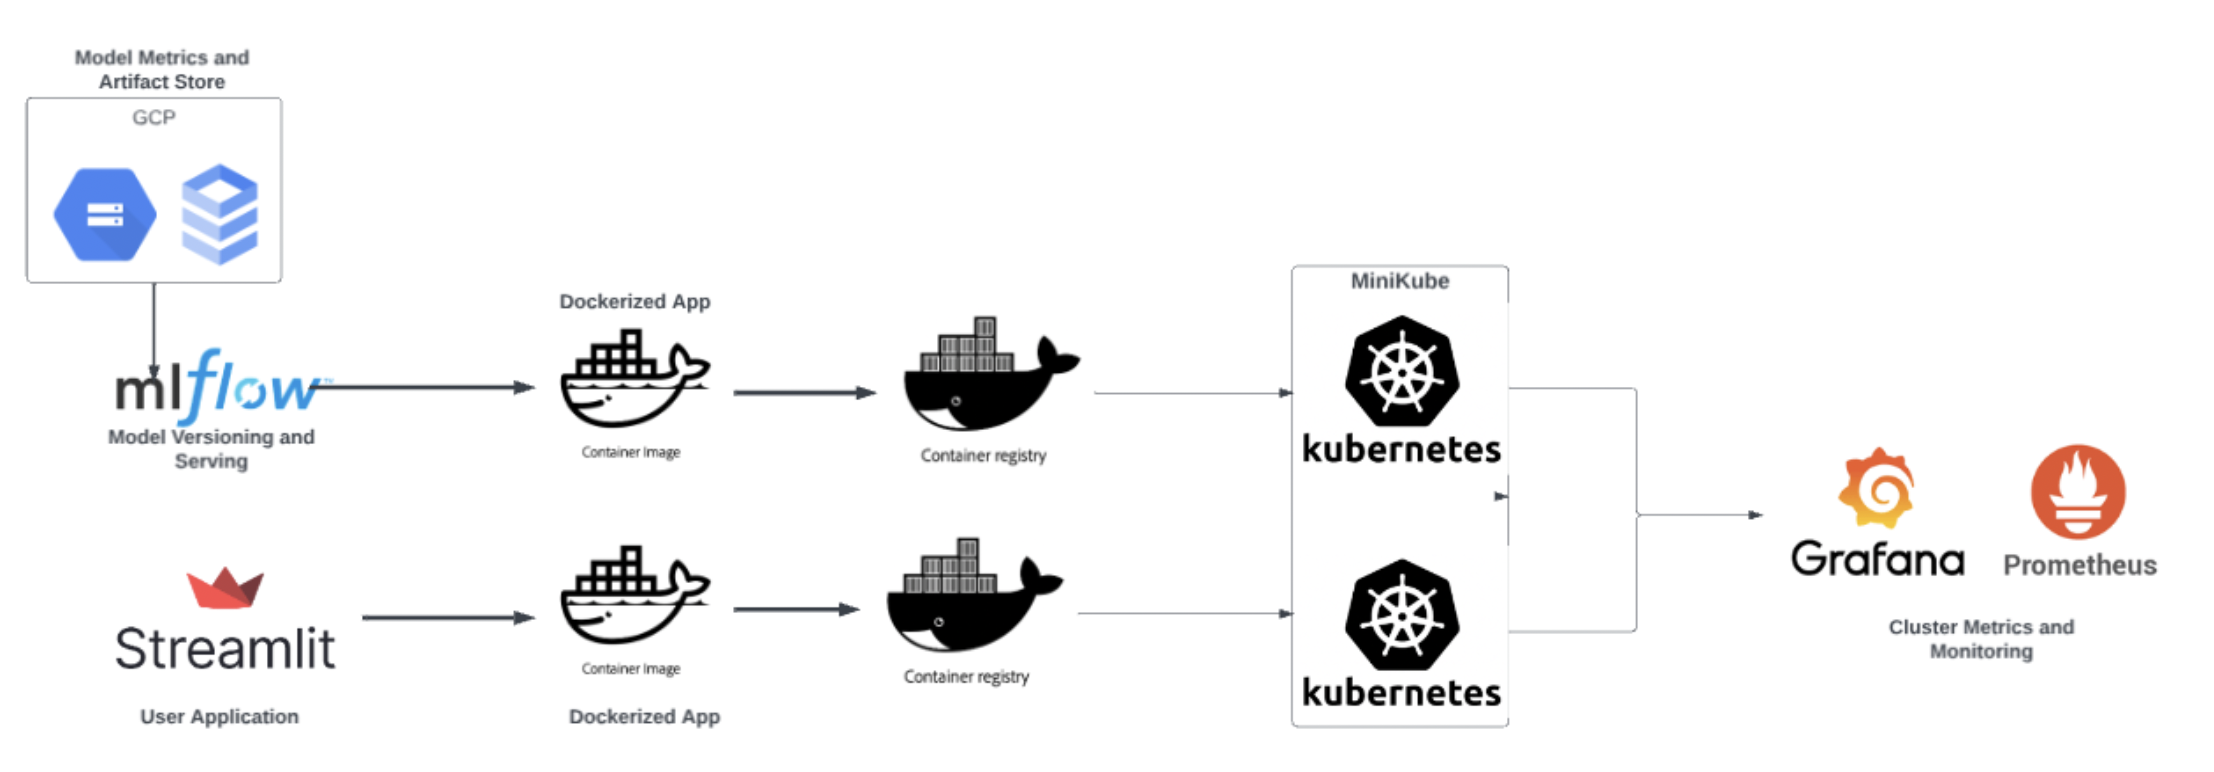 Model Metrics and
Artifact Store
GCP
mlflow™
Model Versioning and
Serving
Dockerized App
Container Image
Container registry
MiniKube
kubernetes
Streamlit
User Application
Container Image
Dockerized App
Container registry
kubernetes
Grafana
Prometheus
Cluster Metrics and
Monitoring